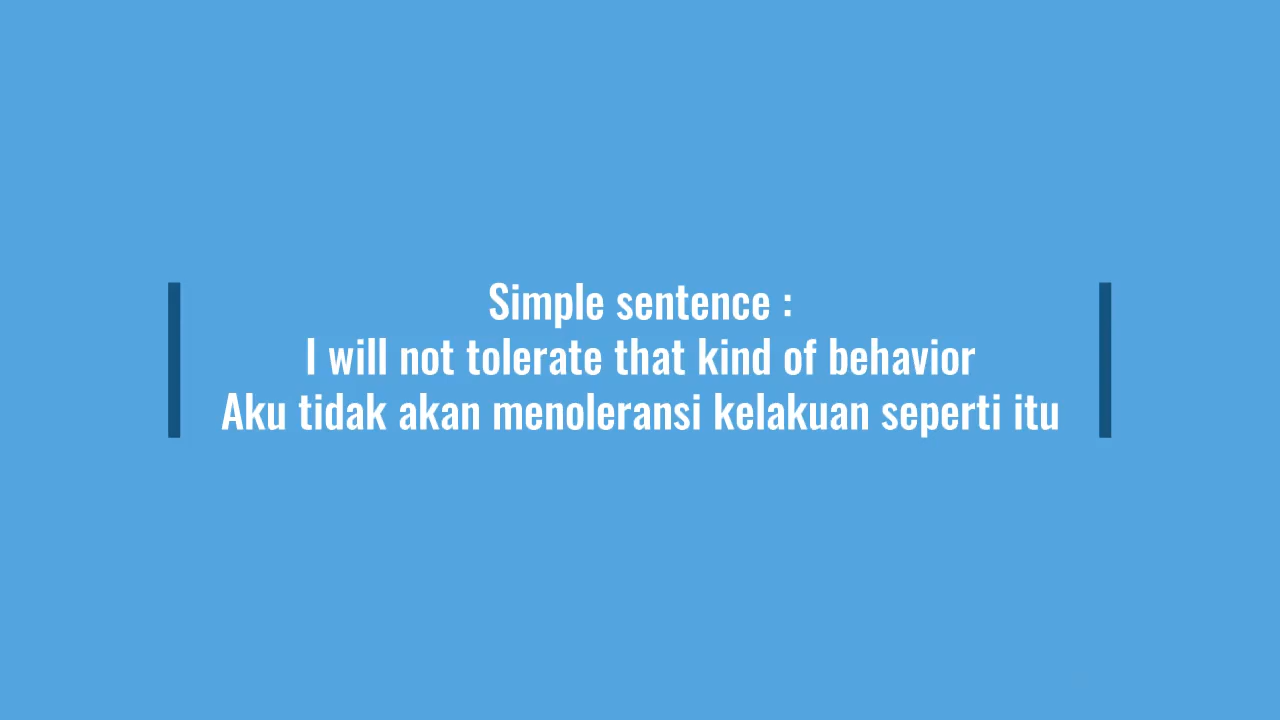 Simple sentence :
I will not tolerate that kind of behavior
Aku tidak akan menoleransi kelakuan seperti itu